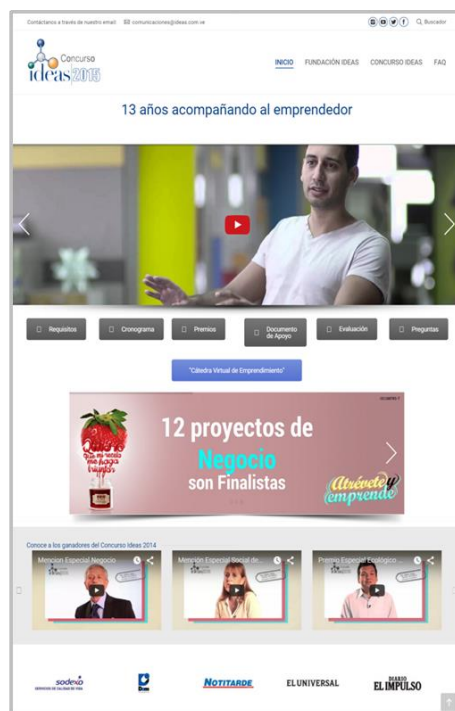 Contáctanos a través de nuestro email: comunicaciones@ideas.com.ve Buscador
Concurso
ideas 2015
INICIO FUNDACIÓN IDEAS CONCURSO IDEAS FAQ
13 años acompañando al emprendedor
Requisitos Cronograma Premios Documento de Apoyo Evaluación Preguntas
"Cátedra Virtual de Emprendimiento"
12 proyectos de
Negocio
son Finalistas
Atrévete y
emprende
Conoce a los ganadores del Concurso Ideas 2014
Mención Especial Negocio Mención Especial Social de... Premio Especial Ecológico ...
sodexo
NOTITARDE
EL UNIVERSAL
DIARIO
EL IMPULSO